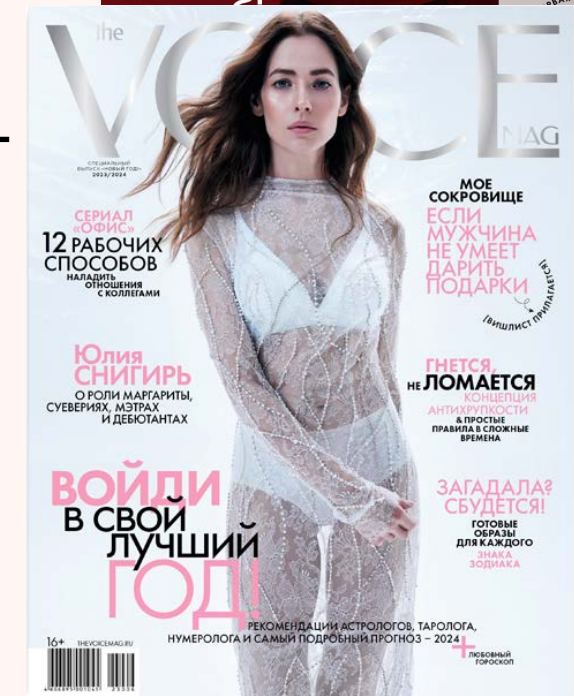 the
VOICE
MAG
СПЕЦИАЛЬНЫЙ
ВЫПУСК «НОВЫЙ ГОД»
2023/2024
СЕРИАЛ
«ОФИС»
12 РАБОЧИХ
СПОСОБОВ
НАЛАДИТЬ
ОТНОШЕНИЯ
С КОЛЛЕГАМИ
МОЕ
СОКРОВИЩЕ
ЕСЛИ
МУЖЧИНА
НЕ УМЕЕТ
ДАРИТЬ
ПОДАРКИ
[ВИШЛИСТ ПРИЛАГАЕТСЯ]
Юлия
СНИГИРЬ
О РОЛИ МАРГАРИТЫ,
СУЕВЕРИЯХ, МЭТРАХ
И ДЕБЮТАНТАХ
ГНЕТСЯ,
НЕ ЛОМАЕТСЯ
КОНЦЕПЦИЯ
АНТИХРУПКОСТИ
& ПРОСТЫЕ
ПРАВИЛА В СЛОЖНЫЕ
ВРЕМЕНА
ЗАГАДАЛА?
СБУДЕТСЯ!
ГОТОВЫЕ
ОБРАЗЫ
ДЛЯ КАЖДОГО
ЗНАКА
ЗОДИАКА
ВОЙДИ
В СВОЙ
ЛУЧШИЙ
ГОД!
РЕКОМЕНДАЦИИ АСТРОЛОГОВ, ТАРОЛОГА,
НУМЕРОЛОГА И САМЫЙ ПОДРОБНЫЙ ПРОГНОЗ – 2024
+ЛЮБОВНЫЙ
ГОРОСКОП
16+ THEVOICEMAG.RU